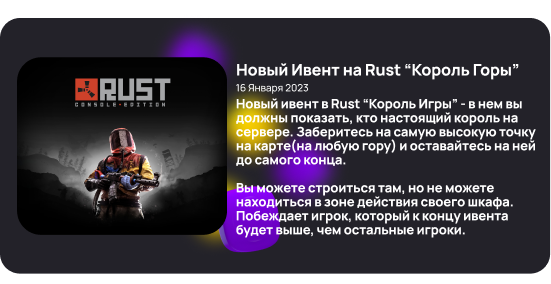 RUST
CONSOLE EDITION
Новый Ивент на Rust “Король Горы”
16 Января 2023
Новый ивент в Rust “Король Игры” - в нем вы
должны показать, кто настоящий король на
сервере. Заберитесь на самую высокую точку
на карте(на любую гору) и оставайтесь на ней
до самого конца.
Вы можете строиться там, но не можете
находиться в зоне действия своего шкафа.
Побеждает игрок, который к концу ивента
будет выше, чем остальные игроки.